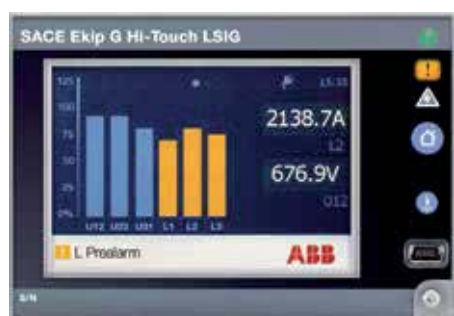 SACE Ekip G Hi-Touch LSIG
125
15:33
100
2138.7A
75
L2
50
676.9V
25
U12
0%
U12 U23 U31 L1 L2 L3
! L Prealarm
ABB
S/N